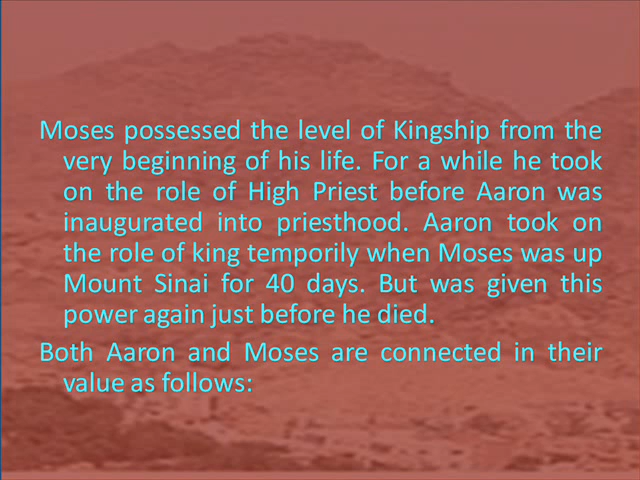 Moses possessed the level of Kingship from the
very beginning of his life. For a while he took
on the role of High Priest before Aaron was
inaugurated into priesthood. Aaron took on
the role of king temporily when Moses was up
Mount Sinai for 40 days. But was given this
power again just before he died.
Both Aaron and Moses are connected in their
value as follows: